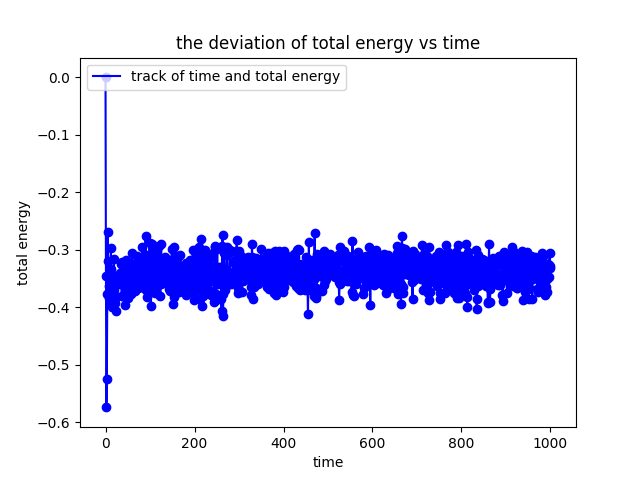 the deviation of total energy vs time
track of time and total energy
total energy
0.0
−0.1
−0.2
−0.3
−0.4
−0.5
−0.6
0 200 400 600 800 1000
time